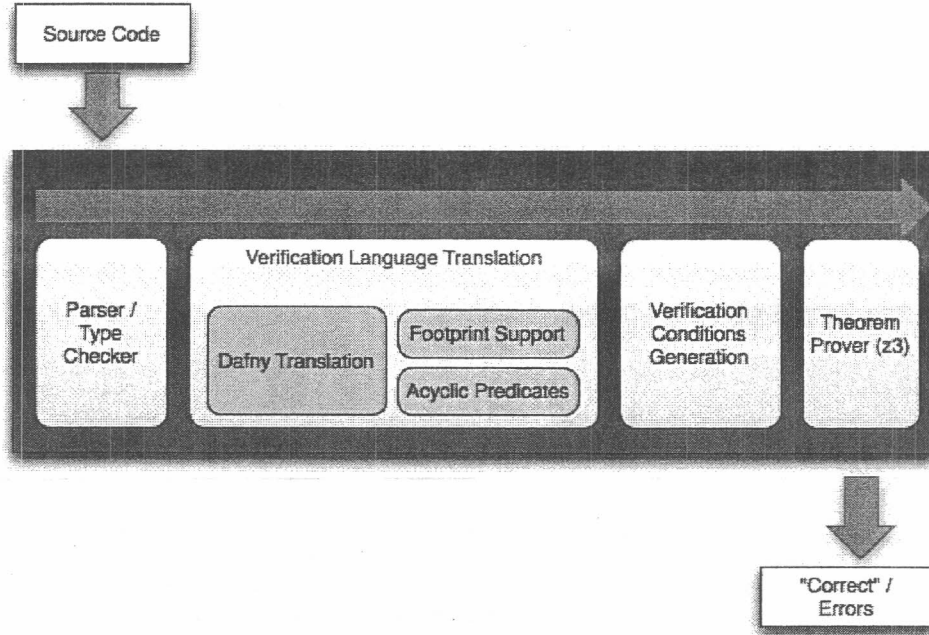 Source Code
Verification Language Translation
Parser /
Type
Checker
Dafny Translation
Footprint Support
Acyclic Predicates
Verification
Conditions
Generation
Theorem
Prover (z3)
"Correct" /
Errors